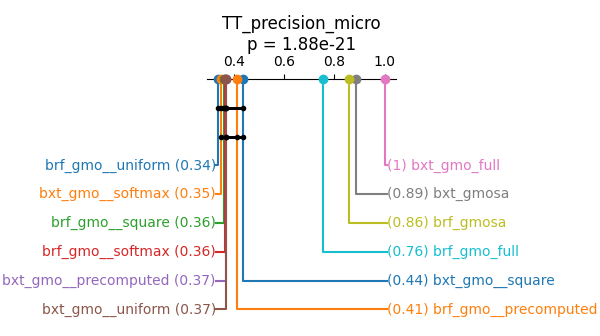 TT_precision_micro
p = 1.88e-21
0.4 0.6 0.8 1.0
brf_gmo__uniform (0.34) (1) bxt_gmo_full
bxt_gmo__softmax (0.35) (0.89) bxt_gmosa
brf_gmo__square (0.36) (0.86) brf_gmosa
brf_gmo__softmax (0.36) (0.76) brf_gmo_full
bxt_gmo__precomputed (0.37) (0.44) bxt_gmo__square
bxt_gmo__uniform (0.37) (0.41) brf_gmo__precomputed